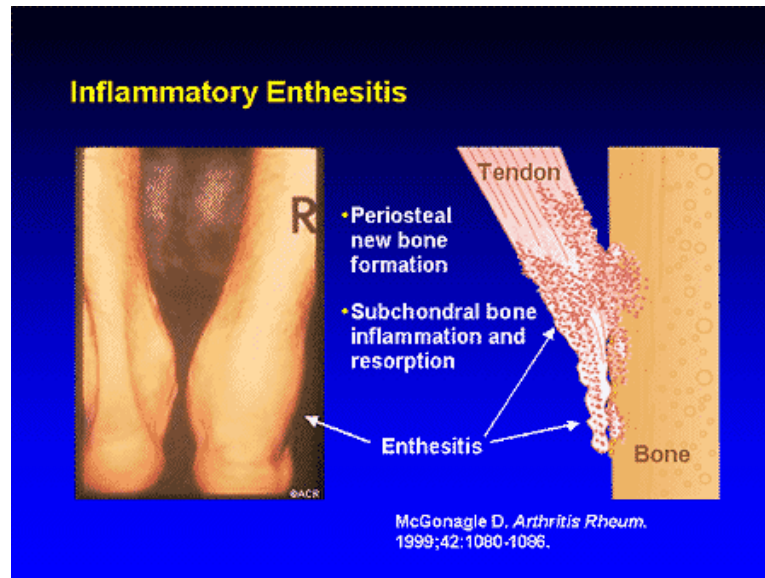 Inflammatory Enthesitis
R
•Periosteal
new bone
formation
•Subchondral bone
inflammation and
resorption
Enthesitis
©ACR
Tendon
Bone
McGonagle D. Arthritis Rheum.
1999;42:1080-1086.